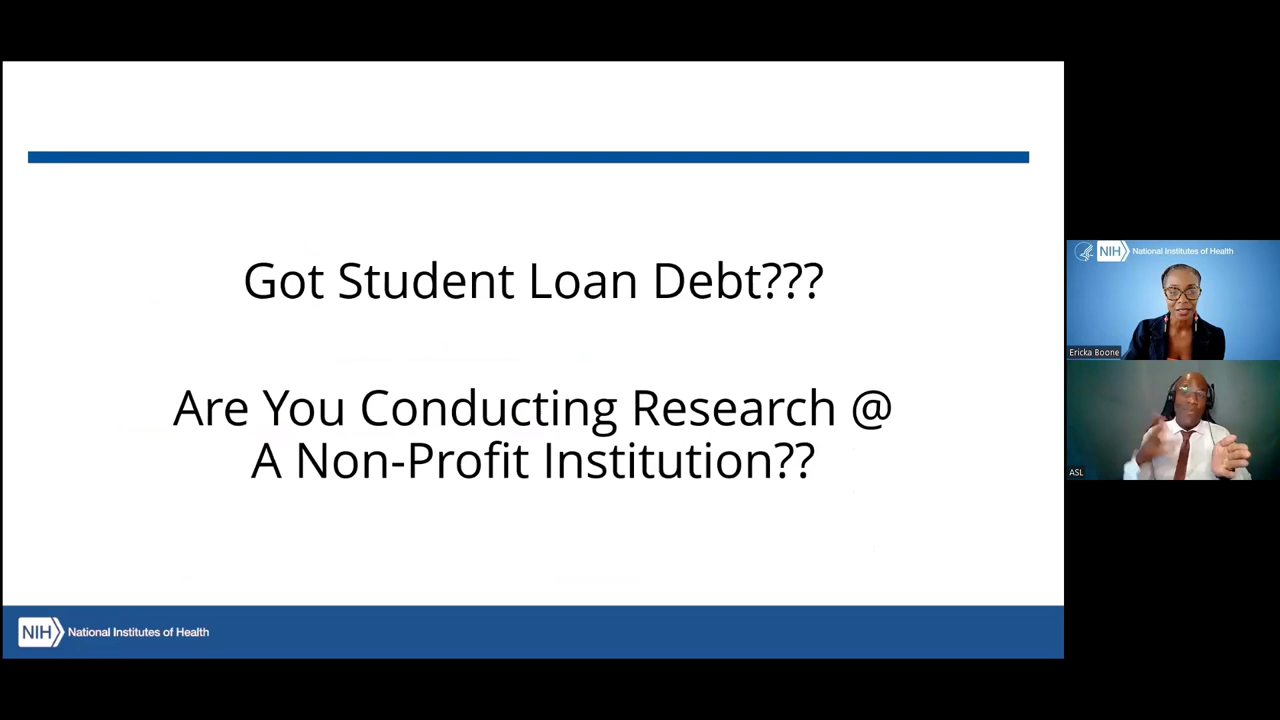 Got Student Loan Debt???
Are You Conducting Research @
A Non-Profit Institution??
NIH National Institutes of Health
NIH National Institutes of Health
Ericka Boone
ASL